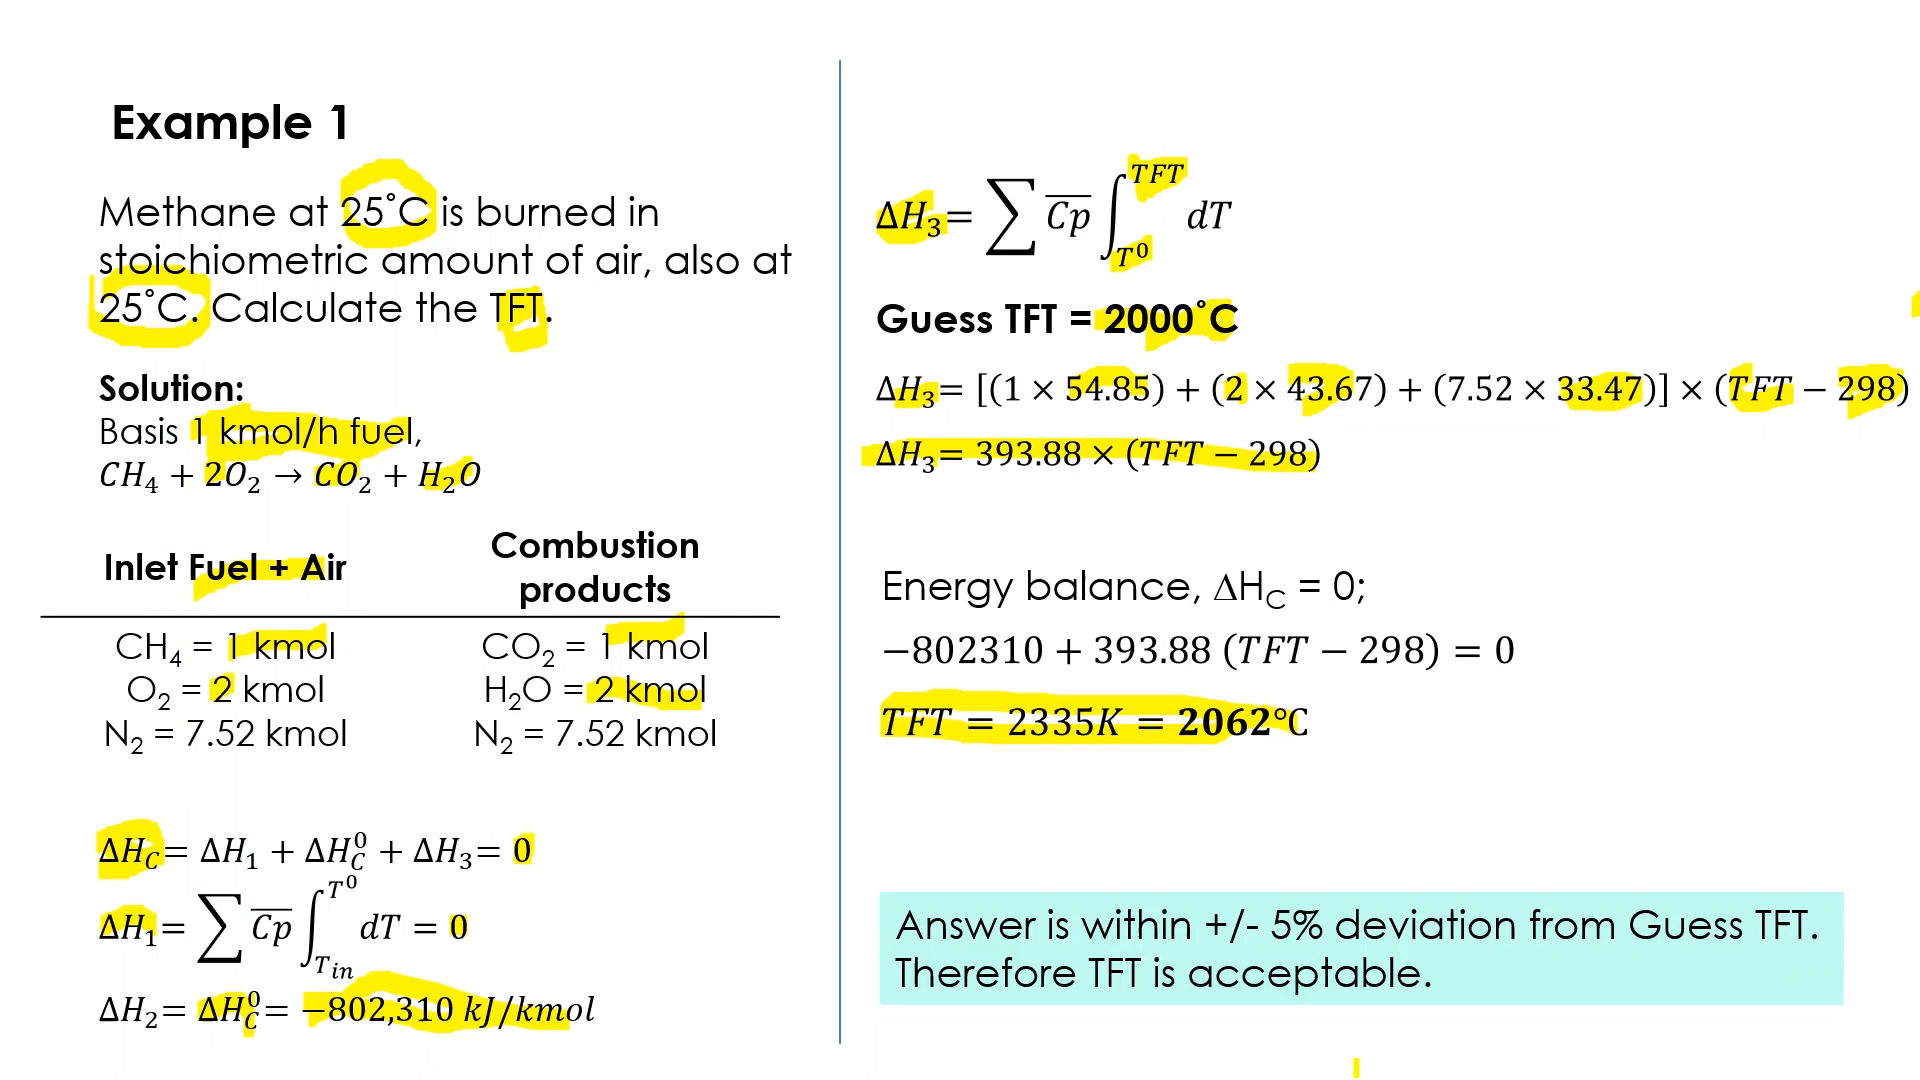 Example 1
Methane at 25˚C is burned in
stoichiometric amount of air, also at
25˚C. Calculate the TFT.
Solution:
Basis 1 kmol/h fuel,
CH₄ + 2O₂ → CO₂ + H₂O
Inlet Fuel + Air
Combustion
products
CH₄ = 1 kmol
CO₂ = 1 kmol
O₂ = 2 kmol
H₂O = 2 kmol
N₂ = 7.52 kmol
N₂ = 7.52 kmol
ΔH_C = ΔH₁ + ΔH_C⁰ + ΔH₃ = 0
ΔH₁ = ∑ C̅p̅ ∫_{T_in}^{T⁰} dT = 0
ΔH₂ = ΔH_C⁰ = −802,310 kJ/kmol
ΔH₃ = ∑ C̅p̅ ∫_{T⁰}^{TFT} dT
Guess TFT = 2000˚C
ΔH₃ = [(1 × 54.85) + (2 × 43.67) + (7.52 × 33.47)] × (TFT − 298)
ΔH₃ = 393.88 × (TFT − 298)
Energy balance, ΔH_C = 0;
−802310 + 393.88 (TFT − 298) = 0
TFT = 2335K = 2062℃
Answer is within +/- 5% deviation from Guess TFT.
Therefore TFT is acceptable.